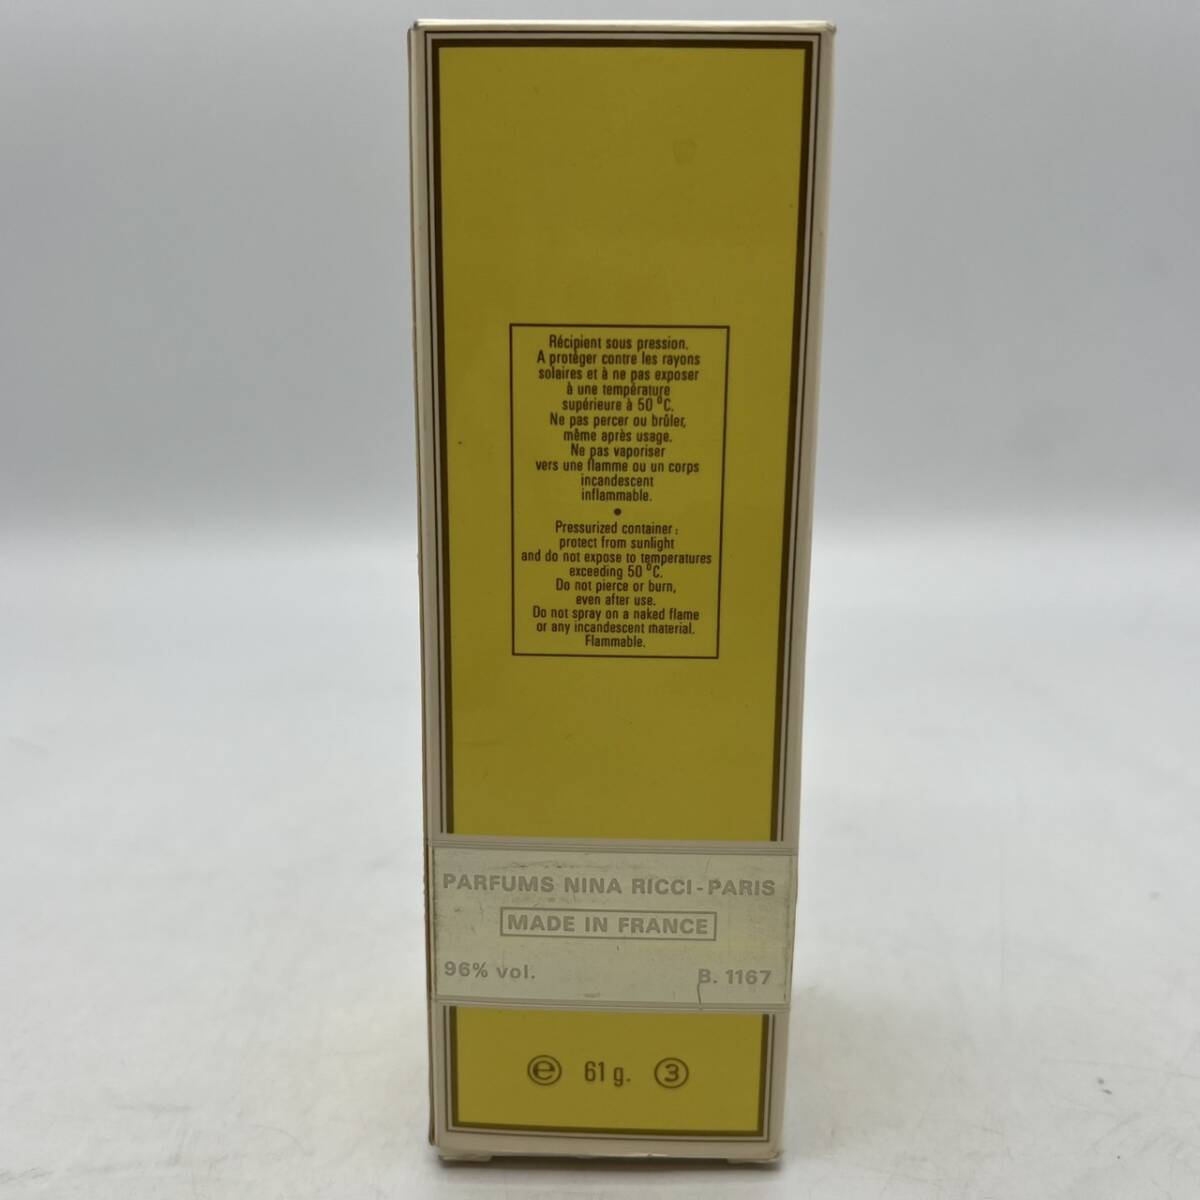 Récipient sous pression.
A protéger contre les rayons
solaires et à ne pas exposer
à une température
supérieure à 50 °C.
Ne pas percer ou brûler,
même après usage.
Ne pas vaporiser
vers une flamme ou un corps
incandescent
inflammable.
•
Pressurized container :
protect from sunlight
and do not expose to temperatures
exceeding 50 °C.
Do not pierce or burn,
even after use.
Do not spray on a naked flame
or any incandescent material.
Flammable.
PARFUMS NINA RICCI - PARIS
MADE IN FRANCE
96% vol. B. 1167
℮ 61 g. ③